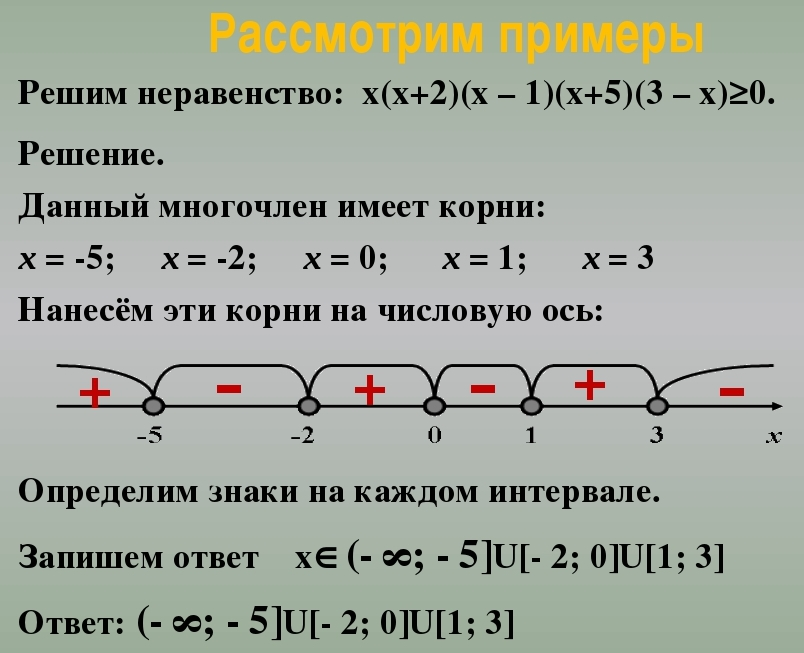 Рассмотрим примеры
Решим неравенство: х(х+2)(х – 1)(х+5)(3 – х)≥0.
Решение.
Данный многочлен имеет корни:
х = -5; х = -2; х = 0; х = 1; х = 3
Нанесём эти корни на числовую ось:
+ - + - + -
-5 -2 0 1 3 х
Определим знаки на каждом интервале.
Запишем ответ х∈(- ∞; - 5]U[- 2; 0]U[1; 3]
Ответ: (- ∞; - 5]U[- 2; 0]U[1; 3]